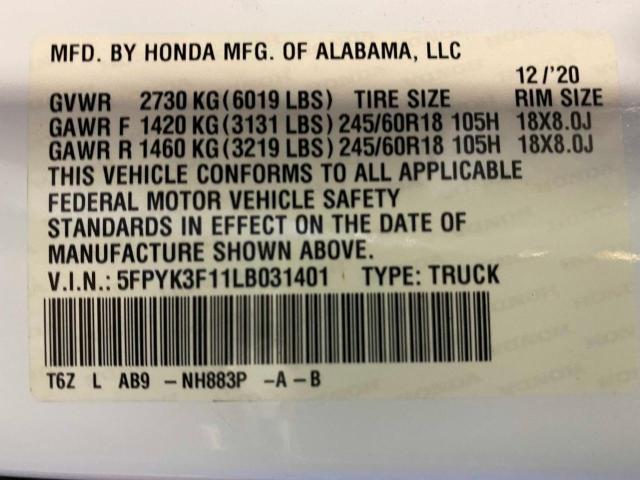 MFD. BY HONDA MFG. OF ALABAMA, LLC
12/'20
GVWR 2730 KG(6019 LBS) TIRE SIZE RIM SIZE
GAWR F 1420 KG(3131 LBS) 245/60R18 105H 18X8.0J
GAWR R 1460 KG(3219 LBS) 245/60R18 105H 18X8.0J
THIS VEHICLE CONFORMS TO ALL APPLICABLE
FEDERAL MOTOR VEHICLE SAFETY
STANDARDS IN EFFECT ON THE DATE OF
MANUFACTURE SHOWN ABOVE.
V.I.N.: 5FPYK3F11LB031401 TYPE: TRUCK
T6Z L AB9 -NH883P -A-B